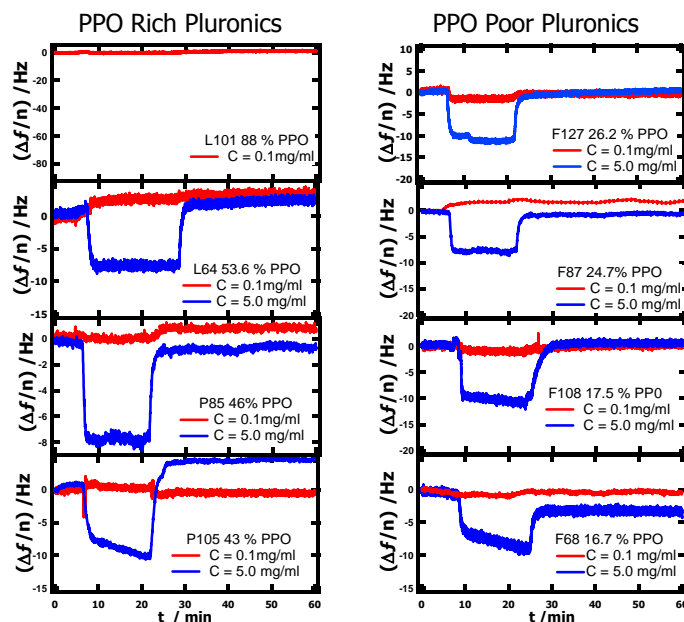 PPO Rich Pluronics
(Δf/n) /Hz
0
-20
-40
-60
-80
L101 88 % PPO
C = 0.1mg/ml
(Δf/n) /Hz
0
-5
-10
-15
L64 53.6 % PPO
C = 0.1mg/ml
C = 5.0 mg/ml
(Δf/n) /Hz
2
0
-2
-4
-6
-8
P85 46% PPO
C = 0.1mg/ml
C = 5.0 mg/ml
(Δf/n) /Hz
0
-5
-10
-15
P105 43 % PPO
C = 0.1mg/ml
C = 5.0 mg/ml
0 10 20 30 40 50 60
t / min
PPO Poor Pluronics
(Δf/n) /Hz
10
5
0
-5
-10
-15
-20
F127 26.2 % PPO
C = 0.1mg/ml
C = 5.0 mg/ml
(Δf/n) /Hz
5
0
-5
-10
-15
-20
F87 24.7% PPO
C = 0.1 mg/ml
C = 5.0 mg/ml
(Δf/n) /Hz
5
0
-5
-10
-15
-20
F108 17.5 % PP0
C = 0.1mg/ml
C = 5.0 mg/ml
(Δf/n) /Hz
5
0
-5
-10
-15
F68 16.7 % PPO
C = 0.1 mg/ml
C = 5.0 mg/ml
0 10 20 30 40 50 60
t / min